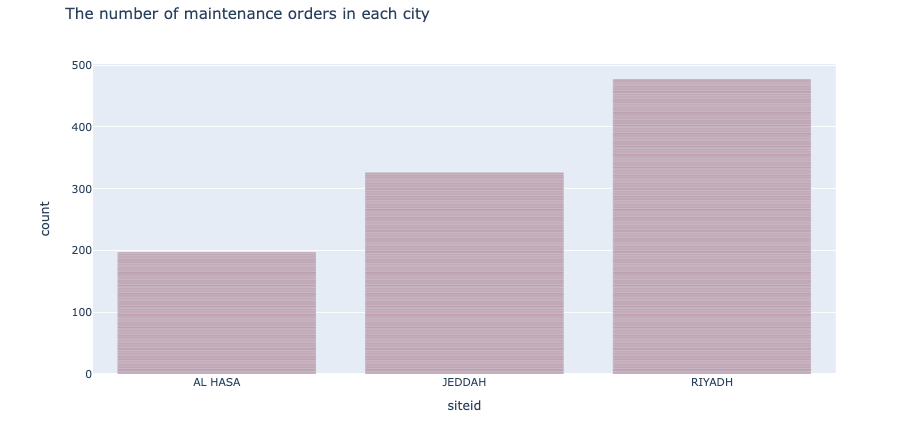 The number of maintenance orders in each city
500
400
300
200
100
0
count
AL HASA
JEDDAH
RIYADH
siteid